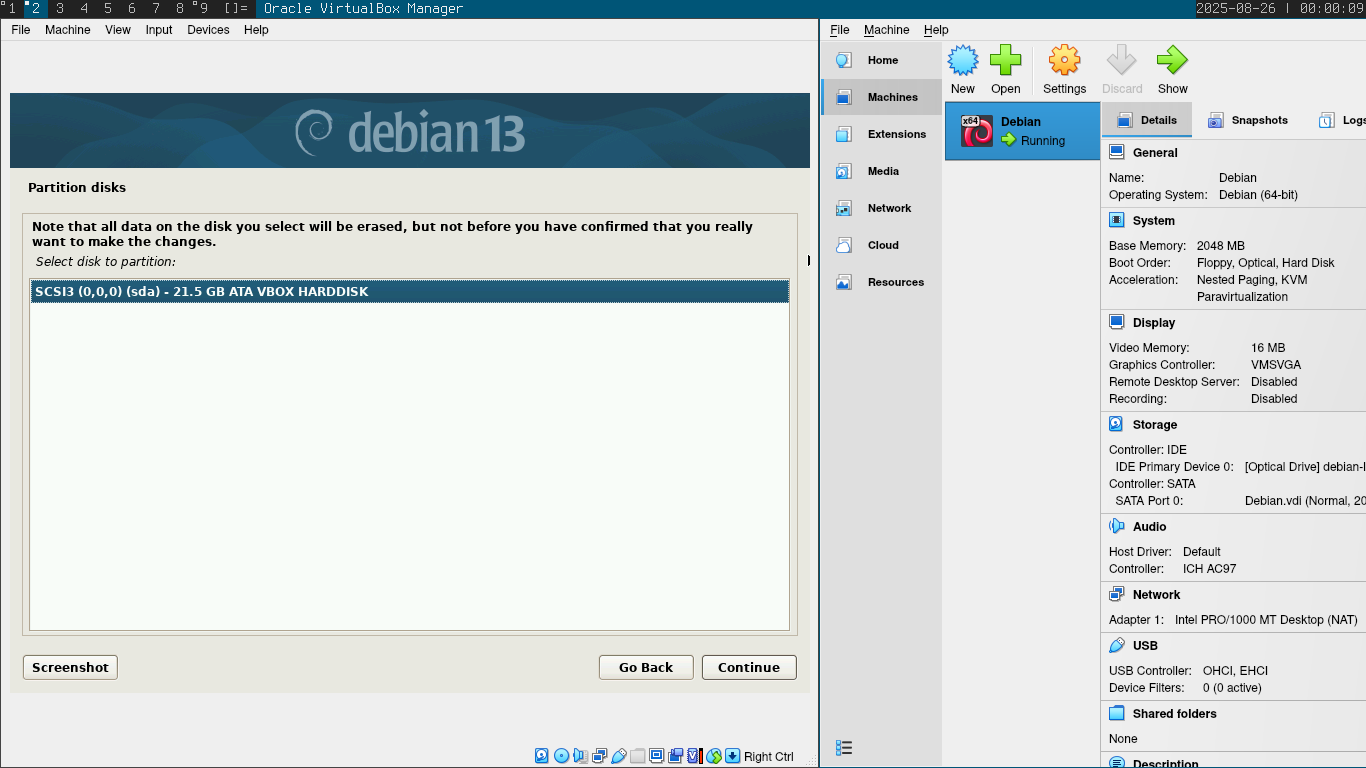 1 2 3 4 5 6 7 8 9 []= Oracle VirtualBox Manager 2025-08-26 | 00:00:09
File Machine View Input Devices Help
debian 13
Partition disks
Note that all data on the disk you select will be erased, but not before you have confirmed that you really
want to make the changes.
Select disk to partition:
SCSI3 (0,0,0) (sda) - 21.5 GB ATA VBOX HARDDISK
Screenshot
Go Back
Continue
Right Ctrl
File Machine Help
Home
Machines
Extensions
Media
Network
Cloud
Resources
New Open Settings Discard Show
x64
Debian
Running
Details Snapshots Logs
General
Name: Debian
Operating System: Debian (64-bit)
System
Base Memory: 2048 MB
Boot Order: Floppy, Optical, Hard Disk
Acceleration: Nested Paging, KVM
Paravirtualization
Display
Video Memory: 16 MB
Graphics Controller: VMSVGA
Remote Desktop Server: Disabled
Recording: Disabled
Storage
Controller: IDE
IDE Primary Device 0: [Optical Drive] debian-
Controller: SATA
SATA Port 0: Debian.vdi (Normal, 20
Audio
Host Driver: Default
Controller: ICH AC97
Network
Adapter 1: Intel PRO/1000 MT Desktop (NAT)
USB
USB Controller: OHCI, EHCI
Device Filters: 0 (0 active)
Shared folders
None
Description